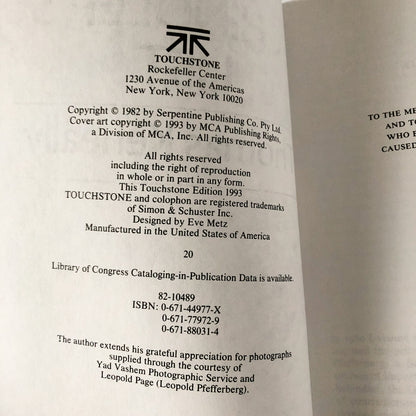 TOUCHSTONE
Rockefeller Center
1230 Avenue of the Americas
New York, New York 10020
Copyright © 1982 by Serpentine Publishing Co. Pty Ltd.
Cover art copyright © 1993 by MCA Publishing Rights,
a Division of MCA, Inc. All rights reserved.
All rights reserved
including the right of reproduction
in whole or in part in any form.
This Touchstone Edition 1993
TOUCHSTONE and colophon are registered trademarks
of Simon & Schuster Inc.
Designed by Eve Metz
Manufactured in the United States of America
20
Library of Congress Cataloging-in-Publication Data is available.
82-10489
ISBN: 0-671-44977-X
0-671-77972-9
0-671-88031-4
The author extends his grateful appreciation for photographs
supplied through the courtesy of
Yad Vashem Photographic Service and
Leopold Page (Leopold Pfefferberg).
TO THE ME
AND TO
WHO
CAUSED